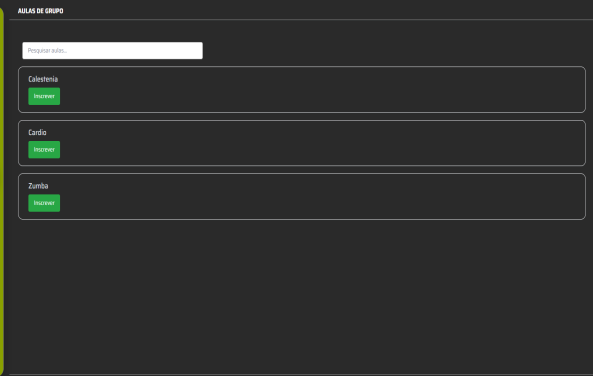 AULAS DE GRUPO
Pesquisar aulas...
Calestenia
Inscrever
Cardio
Inscrever
Zumba
Inscrever